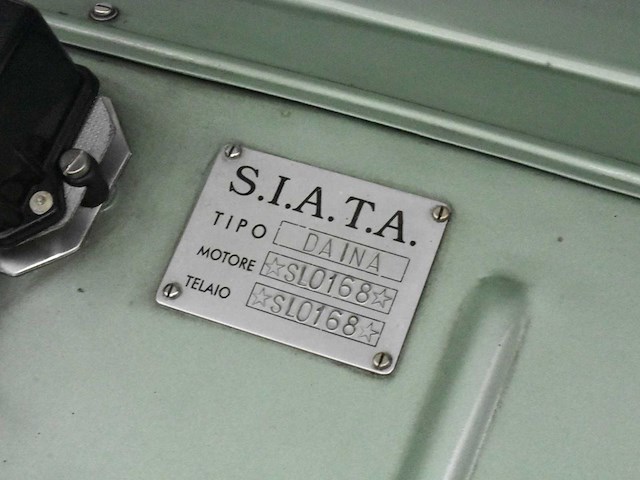 S.I.A.T.A.
TIPO DAINA
MOTORE ☆SL0168☆
TELAIO ☆SL0168☆